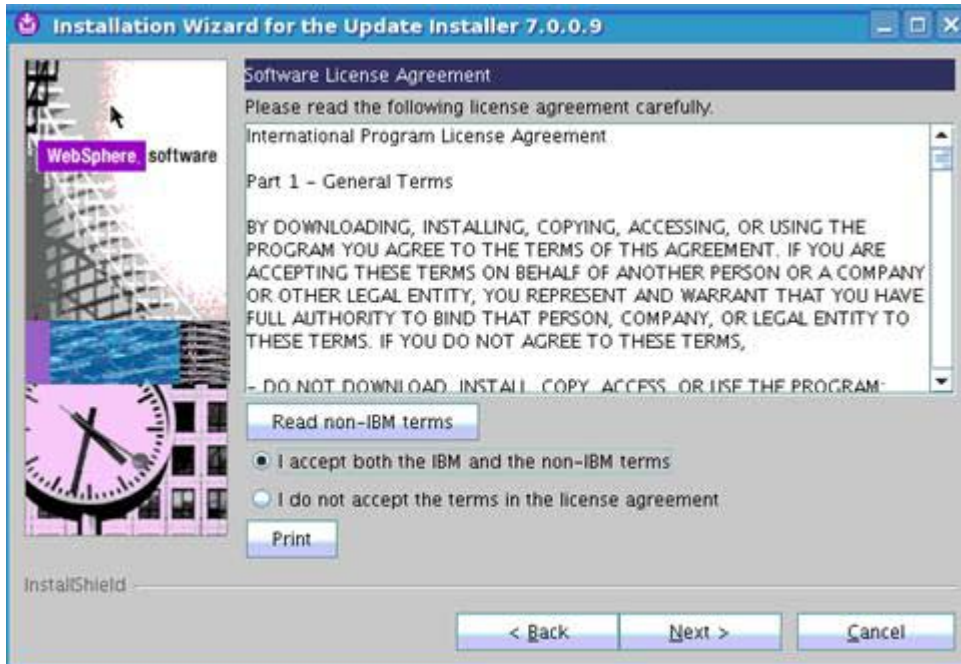 Installation Wizard for the Update Installer 7.0.0.9
Software License Agreement
Please read the following license agreement carefully.
International Program License Agreement
Part 1 – General Terms
BY DOWNLOADING, INSTALLING, COPYING, ACCESSING, OR USING THE
PROGRAM YOU AGREE TO THE TERMS OF THIS AGREEMENT. IF YOU ARE
ACCEPTING THESE TERMS ON BEHALF OF ANOTHER PERSON OR A COMPANY
OR OTHER LEGAL ENTITY, YOU REPRESENT AND WARRANT THAT YOU HAVE
FULL AUTHORITY TO BIND THAT PERSON, COMPANY, OR LEGAL ENTITY TO
THESE TERMS. IF YOU DO NOT AGREE TO THESE TERMS,
– DO NOT DOWNLOAD, INSTALL, COPY, ACCESS, OR USE THE PROGRAM;
WebSphere. software
Read non-IBM terms
I accept both the IBM and the non-IBM terms
I do not accept the terms in the license agreement
Print
InstallShield
< Back
Next >
Cancel